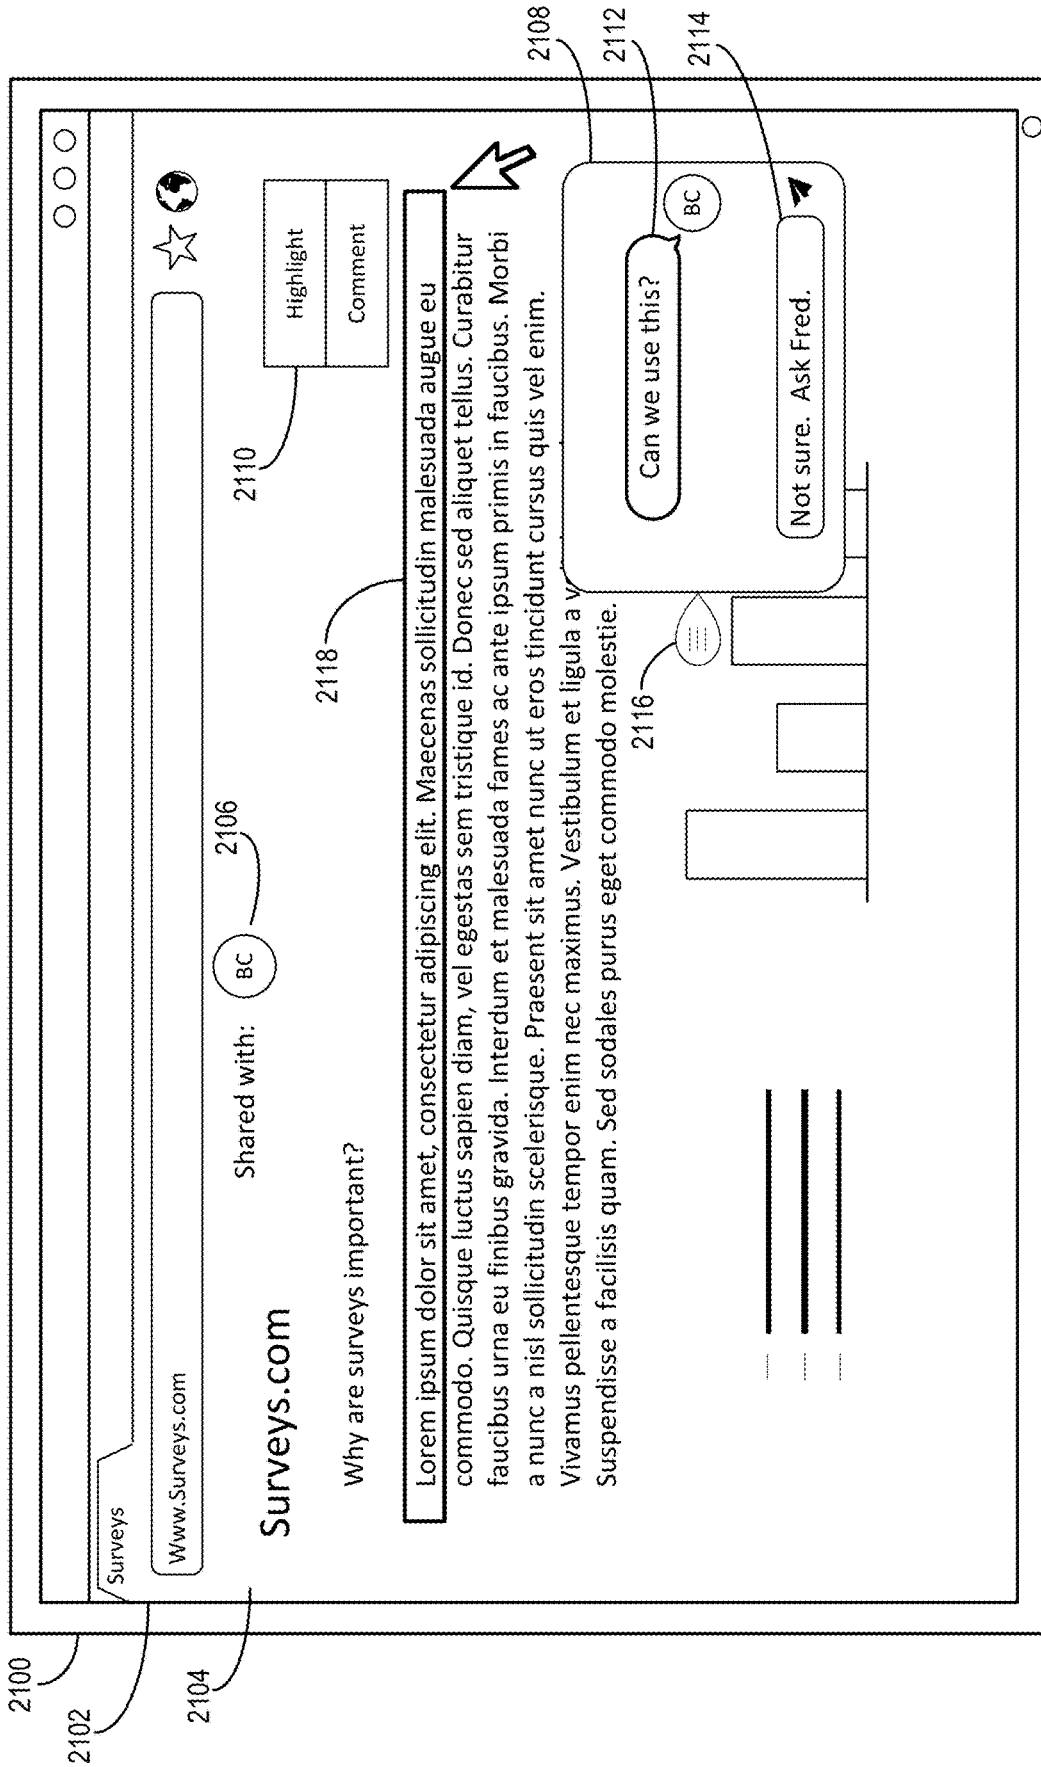 2100
2102
2104
Surveys
Www.Surveys.com
Surveys.com
Shared with:
BC
2106
2110
Highlight
Comment
Why are surveys important?
2118
Lorem ipsum dolor sit amet, consectetur adipiscing elit. Maecenas sollicitudin malesuada augue eu
commodo. Quisque luctus sapien diam, vel egestas sem tristique id. Donec sed aliquet tellus. Curabitur
faucibus urna eu finibus gravida. Interdum et malesuada fames ac ante ipsum primis in faucibus. Morbi
a nunc a nisl sollicitudin scelerisque. Praesent sit amet nunc ut eros tincidunt cursus quis vel enim.
Vivamus pellentesque tempor enim nec maximus. Vestibulum et ligula a v
Suspendisse a facilisis quam. Sed sodales purus eget commodo molestie.
2116
2108
2112
2114
Can we use this?
BC
Not sure. Ask Fred.